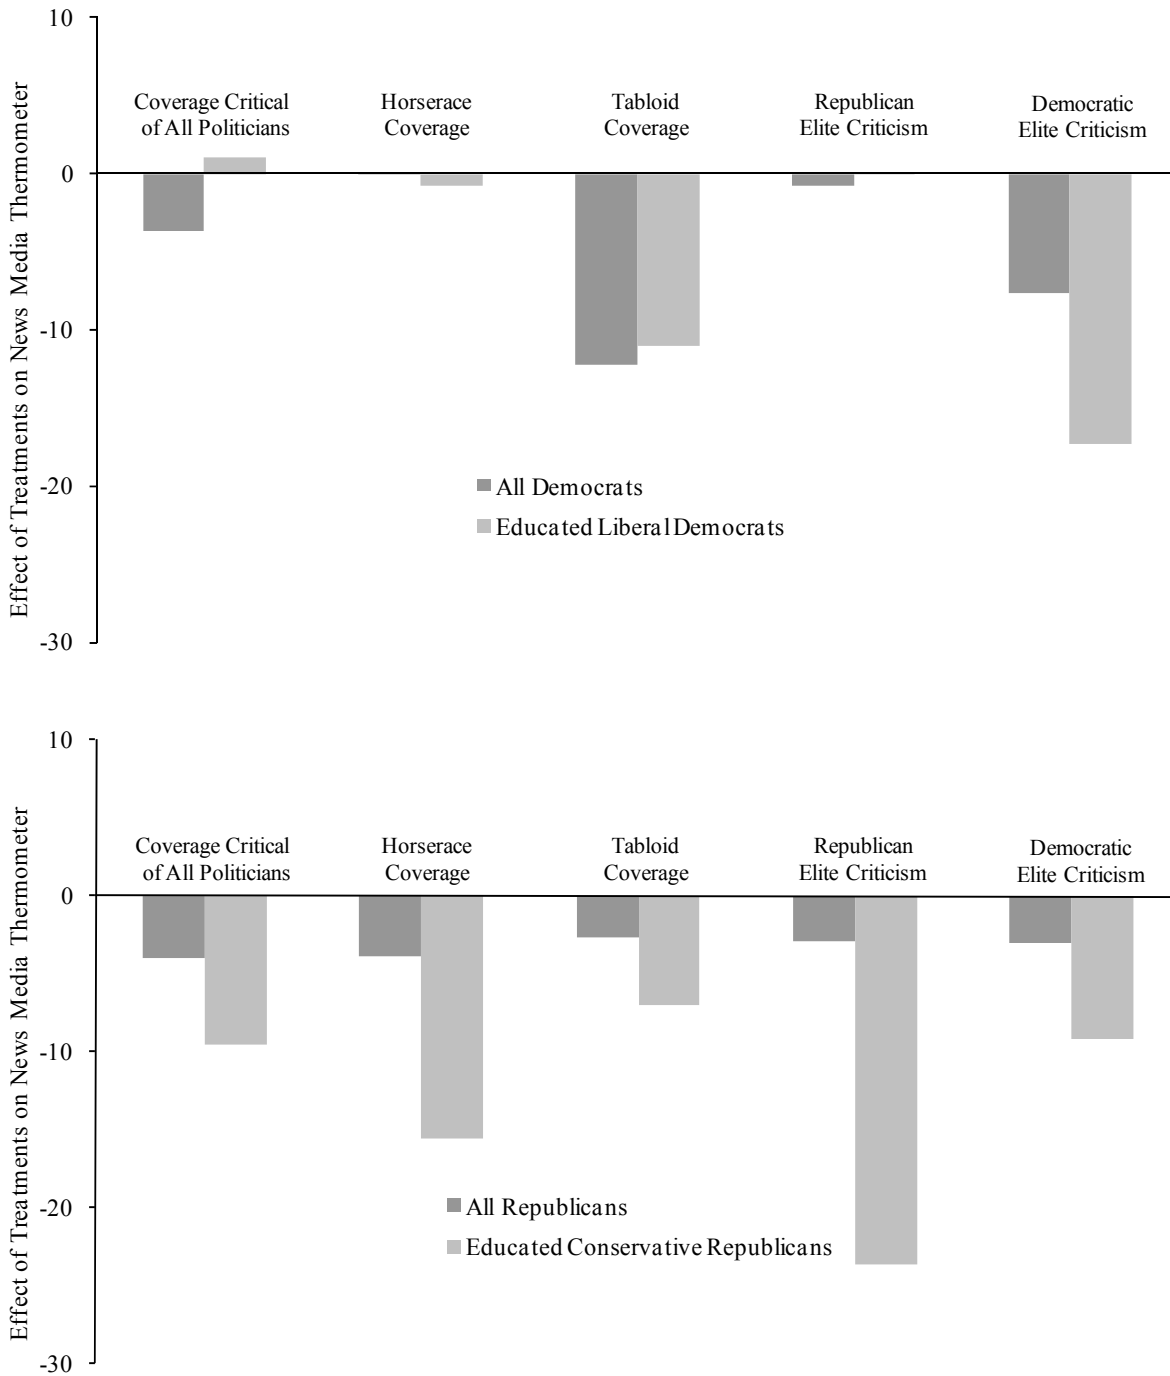 10
Coverage Critical
of All Politicians
Horserace
Coverage
Tabloid
Coverage
Republican
Elite Criticism
Democratic
Elite Criticism
0
-10
-20
-30
Effect of Treatments on News Media Thermometer
All Democrats
Educated Liberal Democrats
10
Coverage Critical
of All Politicians
Horserace
Coverage
Tabloid
Coverage
Republican
Elite Criticism
Democratic
Elite Criticism
0
-10
-20
-30
Effect of Treatments on News Media Thermometer
All Republicans
Educated Conservative Republicans